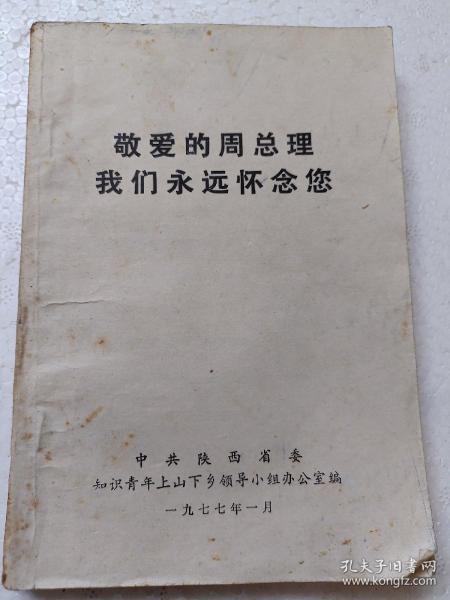 敬爱的周总理
我们永远怀念您
中共陕西省委
知识青年上山下乡领导小组办公室编
一九七七年一月
孔夫子旧书网
www.kongfz.com